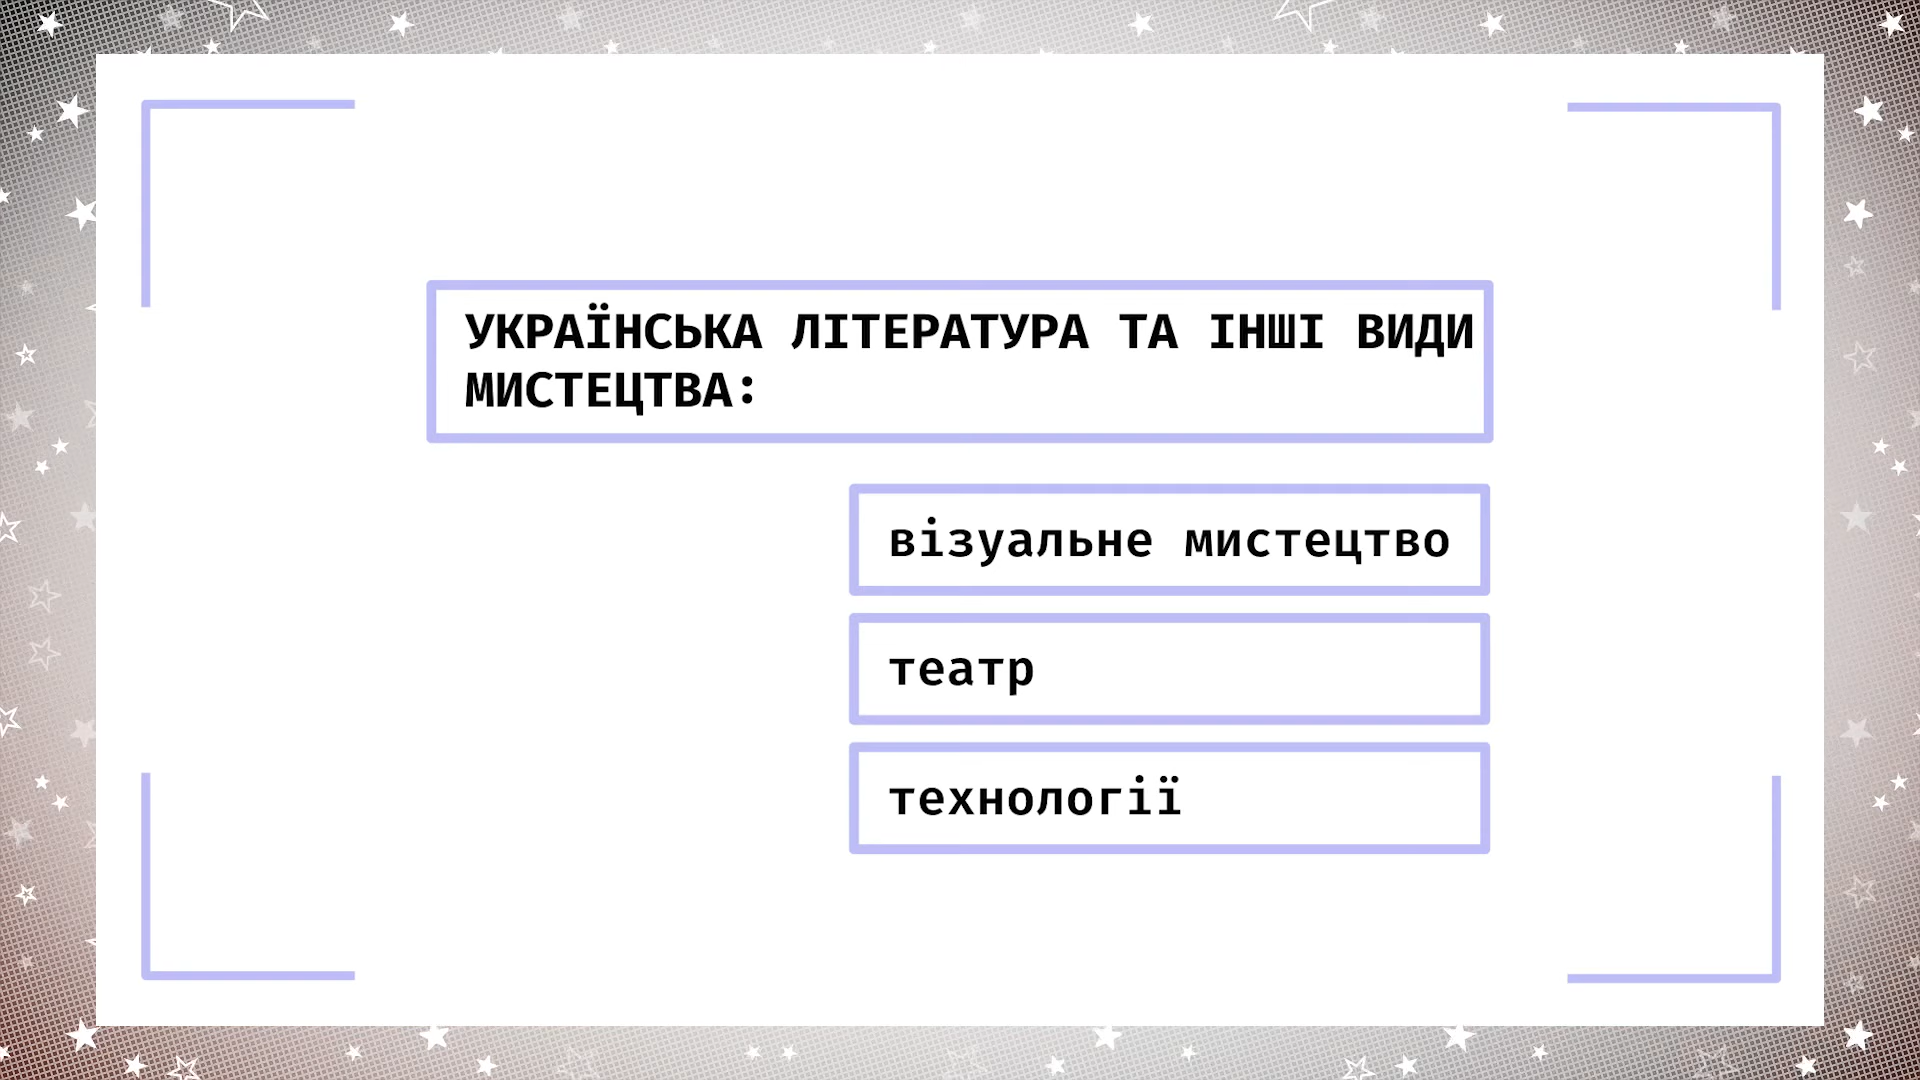 УКРАЇНСЬКА ЛІТЕРАТУРА ТА ІНШІ ВИДИ
МИСТЕЦТВА:
візуальне мистецтво
театр
технології